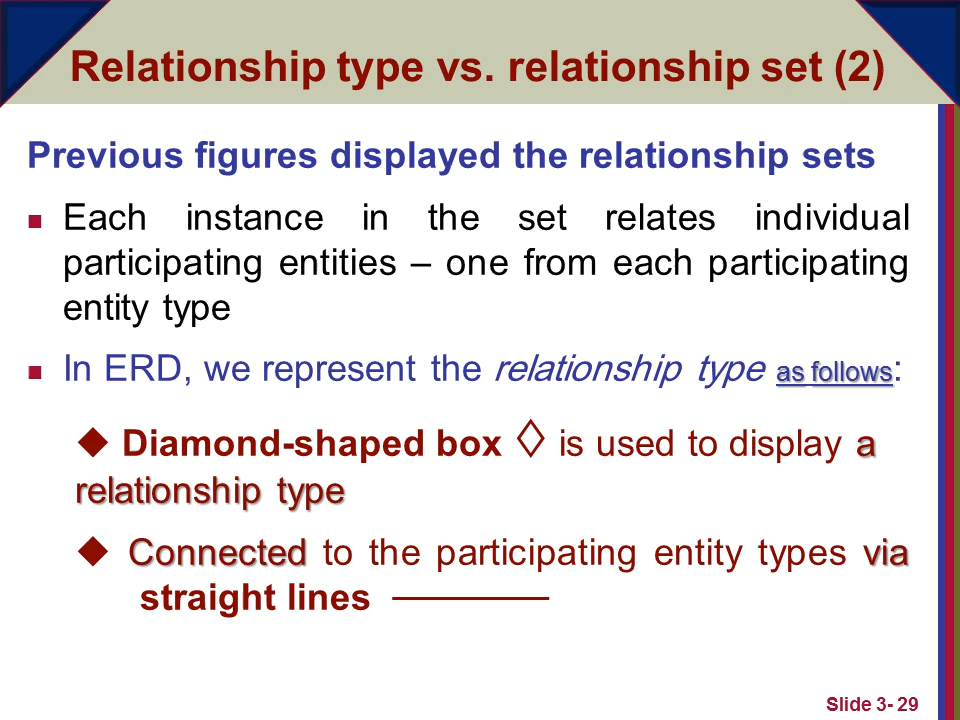 Relationship type vs. relationship set (2)
Previous figures displayed the relationship sets
■ Each instance in the set relates individual
participating entities – one from each participating
entity type
■ In ERD, we represent the relationship type as follows:
◆ Diamond-shaped box ◊ is used to display a
relationship type
◆ Connected to the participating entity types via
straight lines
Slide 3- 29